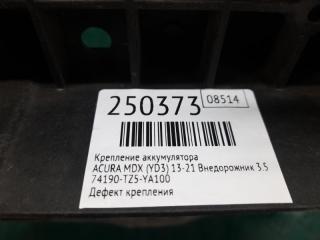 250373 08514
Крепление аккумулятора
ACURA MDX (YD3) 13-21 Внедорожник 3.5
74190-TZ5-YA100
Дефект крепления